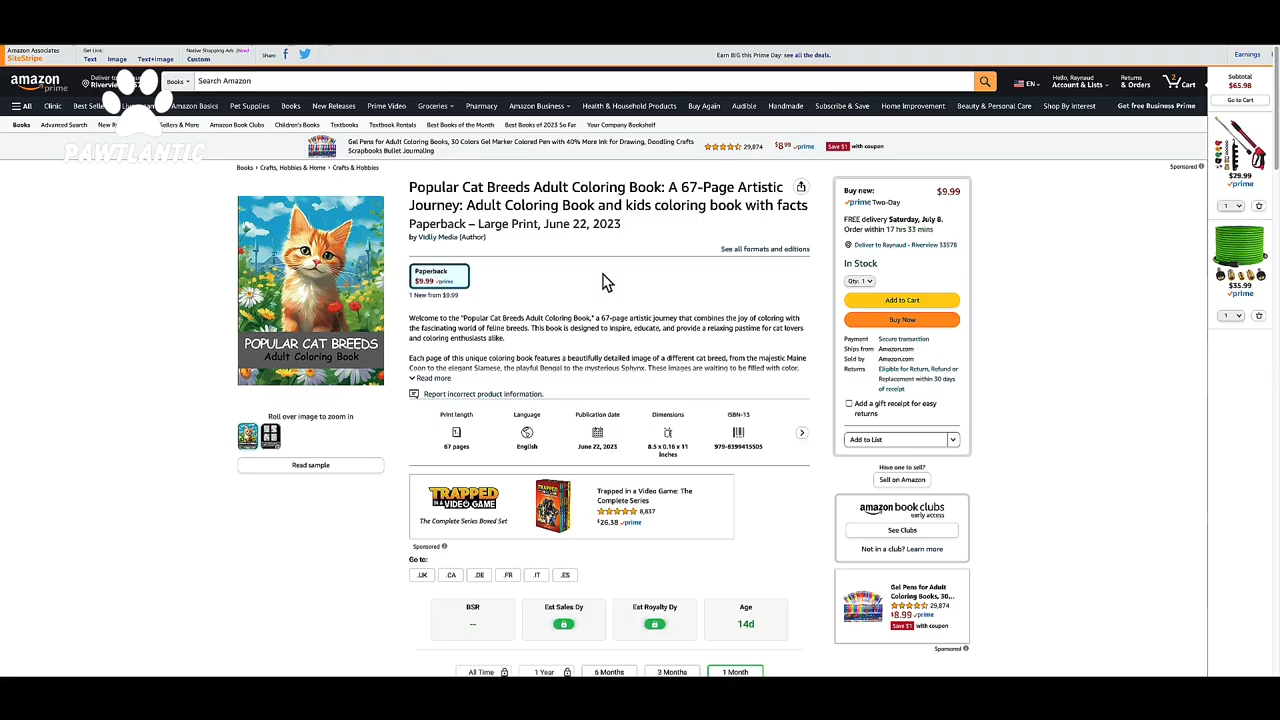 Amazon Associates
SiteStripe
Get Link:
Text
Image
Text+Image
Native Shopping Ads (New)
Custom
Share:
Earn BIG this Prime Day: see all the deals.
Earnings
amazon
prime
Deliver to
Riverview
Books
Search Amazon
EN
Hello, Raynaud
Account & Lists
Returns
& Orders
2
Cart
All
Clinic
Best Sel
Amazon Basics
Pet Supplies
Books
New Releases
Prime Video
Groceries
Pharmacy
Amazon Business
Health & Household Products
Buy Again
Audible
Handmade
Subscribe & Save
Home Improvement
Beauty & Personal Care
Shop By Interest
Get free Business Prime
Books
Advanced Search
New R
llers & More
Amazon Book Clubs
Children's Books
Textbooks
Textbook Rentals
Best Books of the Month
Best Books of 2023 So Far
Your Company Bookshelf
PAWTLANTIC
Gel Pens for Adult Coloring Books, 30 Colors Gel Marker Colored Pen with 40% More Ink for Drawing, Doodling Crafts
Scrapbooks Bullet Journaling
29,874
$8.99 prime
Save $1 with coupon
Sponsored
Books › Crafts, Hobbies & Home › Crafts & Hobbies
Popular Cat Breeds Adult Coloring Book: A 67-Page Artistic
Journey: Adult Coloring Book and kids coloring book with facts
Paperback – Large Print, June 22, 2023
by Vidly Media (Author)
See all formats and editions
Paperback
$9.99 prime
1 New from $9.99
Welcome to the "Popular Cat Breeds Adult Coloring Book," a 67-page artistic journey that combines the joy of coloring with
the fascinating world of feline breeds. This book is designed to inspire, educate, and provide a relaxing pastime for cat lovers
and coloring enthusiasts alike.
Each page of this unique coloring book features a beautifully detailed image of a different cat breed, from the majestic Maine
Coon to the elegant Siamese, the playful Bengal to the mysterious Sphynx. These images are waiting to be filled with color,
Read more
Report incorrect product information.
Print length
67 pages
Language
English
Publication date
June 22, 2023
Dimensions
8.5 x 0.16 x 11
inches
ISBN-13
979-8399415505
POPULAR CAT BREEDS
Adult Coloring Book
Roll over image to zoom in
Read sample
TRAPPED
IN A VIDEO GAME
The Complete Series Boxed Set
TRAPPED
Trapped in a Video Game: The
Complete Series
8,837
$26.38 prime
Sponsored
Go to:
.UK
.CA
.DE
.FR
.IT
.ES
BSR
--
Est Sales Dy
Est Royalty Dy
Age
14d
All Time
1 Year
6 Months
3 Months
1 Month
Buy new:
$9.99
prime Two-Day
FREE delivery Saturday, July 8.
Order within 17 hrs 33 mins
Deliver to Raynaud - Riverview 33578
In Stock
Qty: 1
Add to Cart
Buy Now
Payment Secure transaction
Ships from Amazon.com
Sold by Amazon.com
Returns Eligible for Return, Refund or
Replacement within 30 days
of receipt
Add a gift receipt for easy
returns
Add to List
Have one to sell?
Sell on Amazon
amazon book clubs
early access
See Clubs
Not in a club? Learn more
Gel Pens for Adult
Coloring Books, 30...
29,874
$8.99 prime
Save $1 with coupon
Sponsored
Subtotal
$65.98
Go to Cart
$29.99
prime
1
$35.99
prime
1